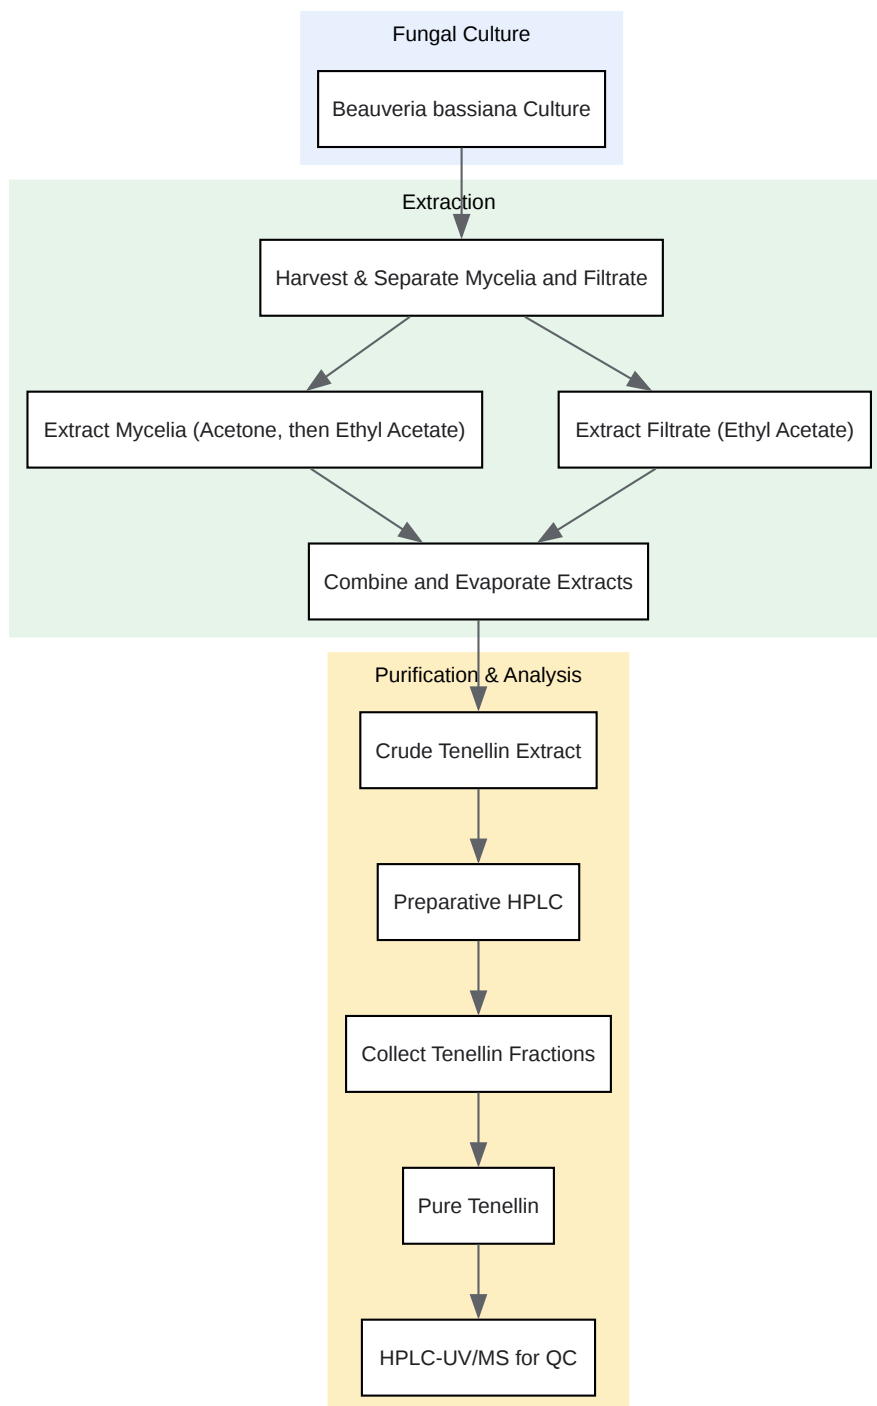 Fungal Culture
Beauveria bassiana Culture
Extraction
Harvest & Separate Mycelia and Filtrate
Extract Mycelia (Acetone, then Ethyl Acetate)
Extract Filtrate (Ethyl Acetate)
Combine and Evaporate Extracts
Purification & Analysis
Crude Tenellin Extract
Preparative HPLC
Collect Tenellin Fractions
Pure Tenellin
HPLC-UV/MS for QC